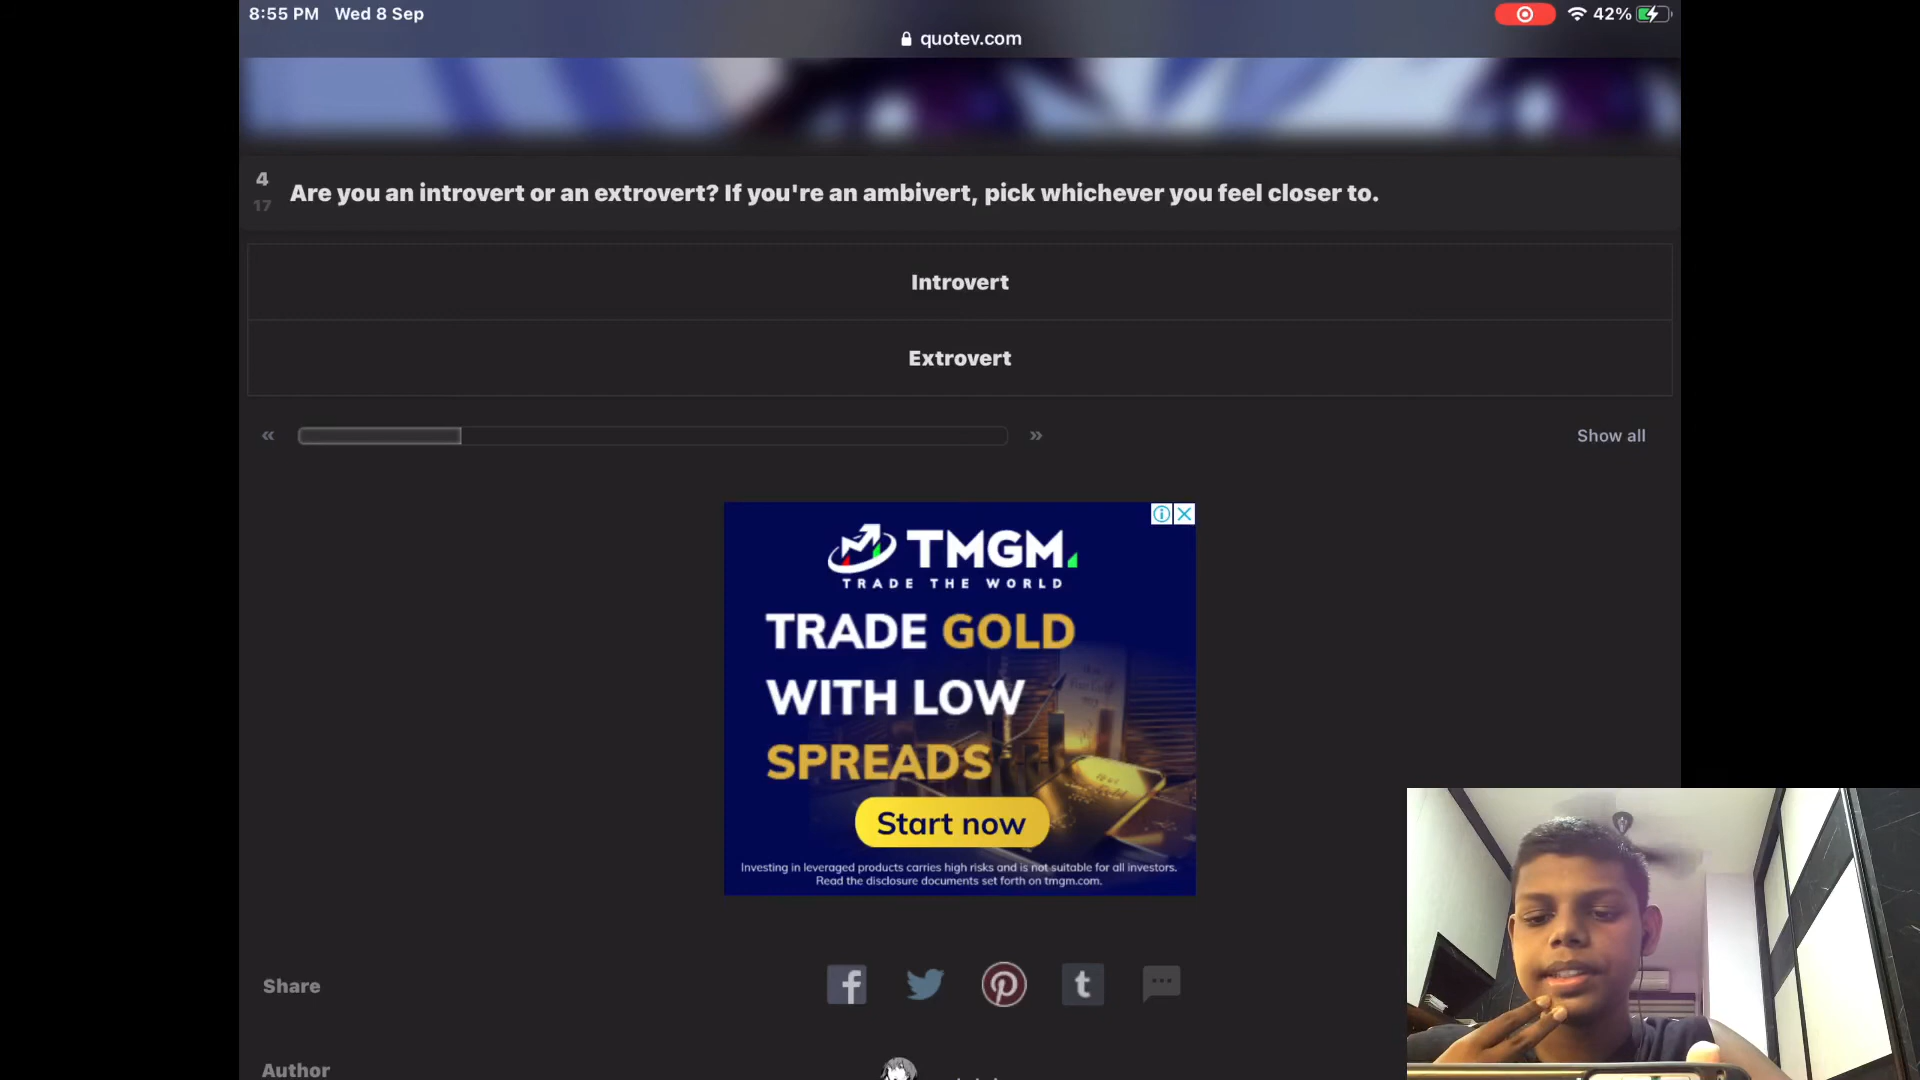 8:55 PM Wed 8 Sep
42%
quotev.com
4
17
Are you an introvert or an extrovert? If you're an ambivert, pick whichever you feel closer to.
Introvert
Extrovert
«
»
Show all
TMGM
TRADE THE WORLD
TRADE GOLD
WITH LOW
SPREADS
Start now
Investing in leveraged products carries high risks and is not suitable for all investors.
Read the disclosure documents set forth on tmgm.com.
Share
Author